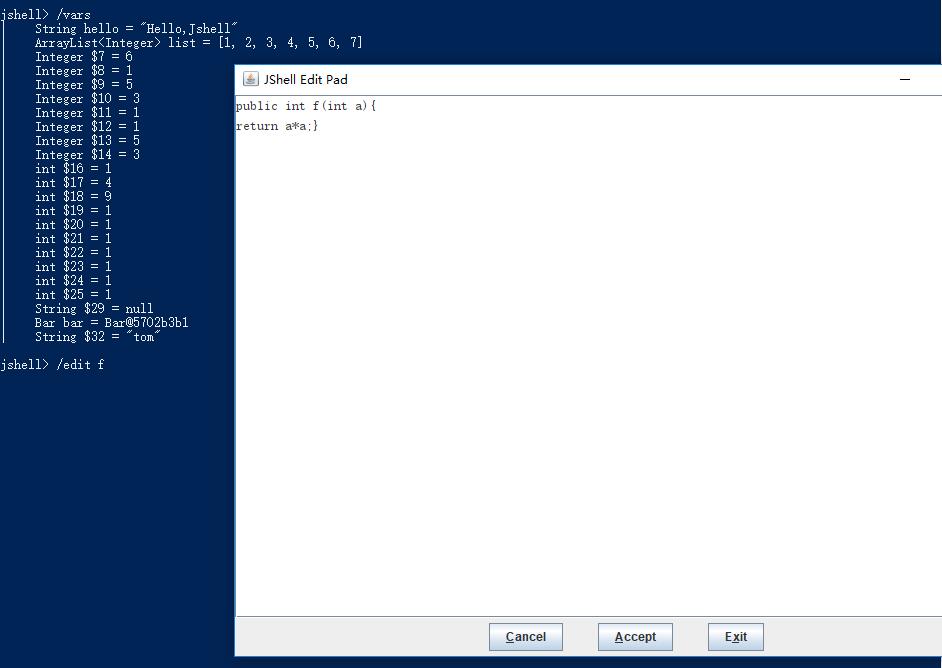 jshell> /vars
String hello = "Hello,Jshell"
ArrayList<Integer> list = [1, 2, 3, 4, 5, 6, 7]
Integer $7 = 6
Integer $8 = 1
Integer $9 = 5
Integer $10 = 3
Integer $11 = 1
Integer $12 = 1
Integer $13 = 5
Integer $14 = 3
int $16 = 1
int $17 = 4
int $18 = 9
int $19 = 1
int $20 = 1
int $21 = 1
int $22 = 1
int $23 = 1
int $24 = 1
int $25 = 1
String $29 = null
Bar bar = Bar@5702b3b1
String $32 = "tom"
jshell> /edit f
JShell Edit Pad
public int f(int a){
return a*a;}
Cancel Accept Exit